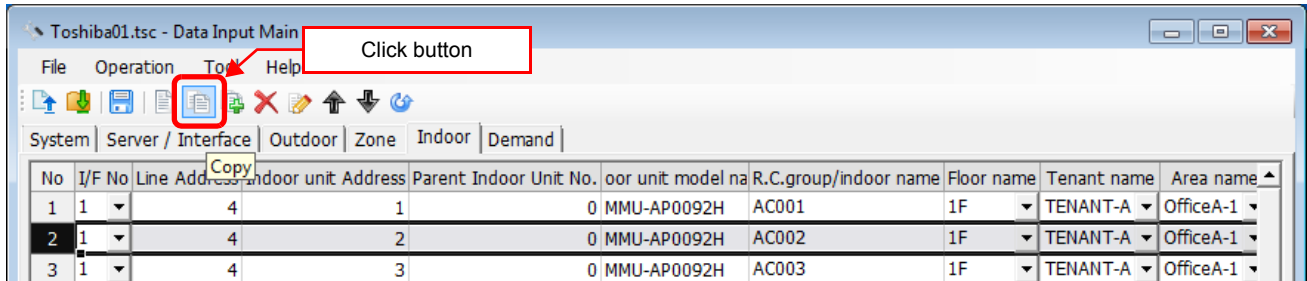 Toshiba01.tsc - Data Input Main
Click button
File Operation Help
System Server / Interface Outdoor Zone Indoor Demand
Copy
No I/F No Line Address Indoor unit Address Parent Indoor Unit No. oor unit model na R.C.group/indoor name Floor name Tenant name Area name
1 1 4 1 0 MMU-AP0092H AC001 1F TENANT-A OfficeA-1
2 1 4 2 0 MMU-AP0092H AC002 1F TENANT-A OfficeA-1
3 1 4 3 0 MMU-AP0092H AC003 1F TENANT-A OfficeA-1